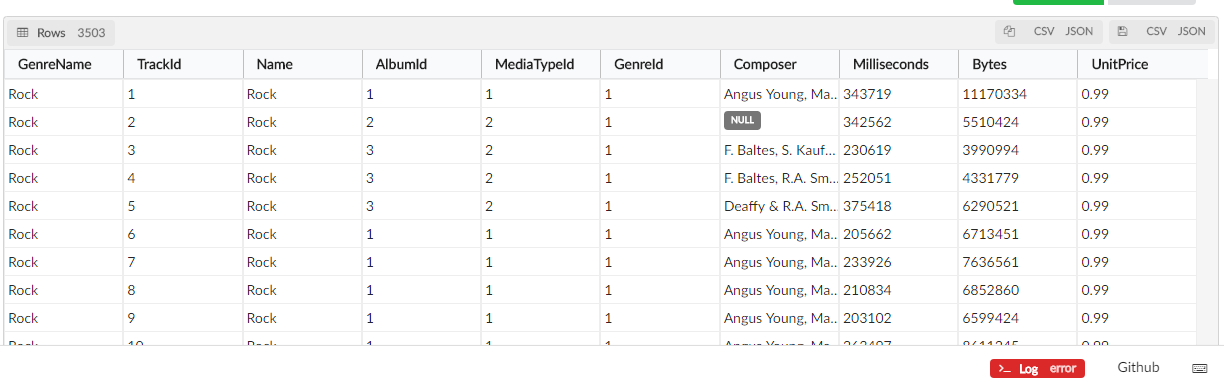 Rows 3503 CSV JSON CSV JSON
GenreName TrackId Name AlbumId MediaTypeId GenreId Composer Milliseconds Bytes UnitPrice
Rock 1 Rock 1 1 1 Angus Young, Ma... 343719 11170334 0.99
Rock 2 Rock 2 2 1 NULL 342562 5510424 0.99
Rock 3 Rock 3 2 1 F. Baltes, S. Kauf... 230619 3990994 0.99
Rock 4 Rock 3 2 1 F. Baltes, R.A. Sm... 252051 4331779 0.99
Rock 5 Rock 3 2 1 Deaffy & R.A. Sm... 375418 6290521 0.99
Rock 6 Rock 1 1 1 Angus Young, Ma... 205662 6713451 0.99
Rock 7 Rock 1 1 1 Angus Young, Ma... 233926 7636561 0.99
Rock 8 Rock 1 1 1 Angus Young, Ma... 210834 6852860 0.99
Rock 9 Rock 1 1 1 Angus Young, Ma... 203102 6599424 0.99
Rock 10 Rock 1 1 1 Angus Young, Ma... 0.99
>_ Log error Github